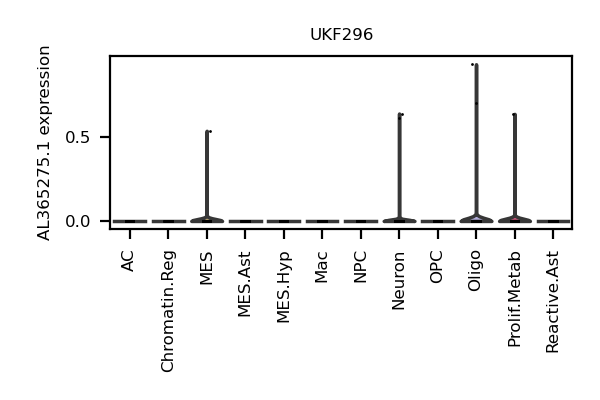 UKF296
AL365275.1 expression
0.5
0.0
AC
Chromatin.Reg
MES
MES.Ast
MES.Hyp
Mac
NPC
Neuron
OPC
Oligo
Prolif.Metab
Reactive.Ast